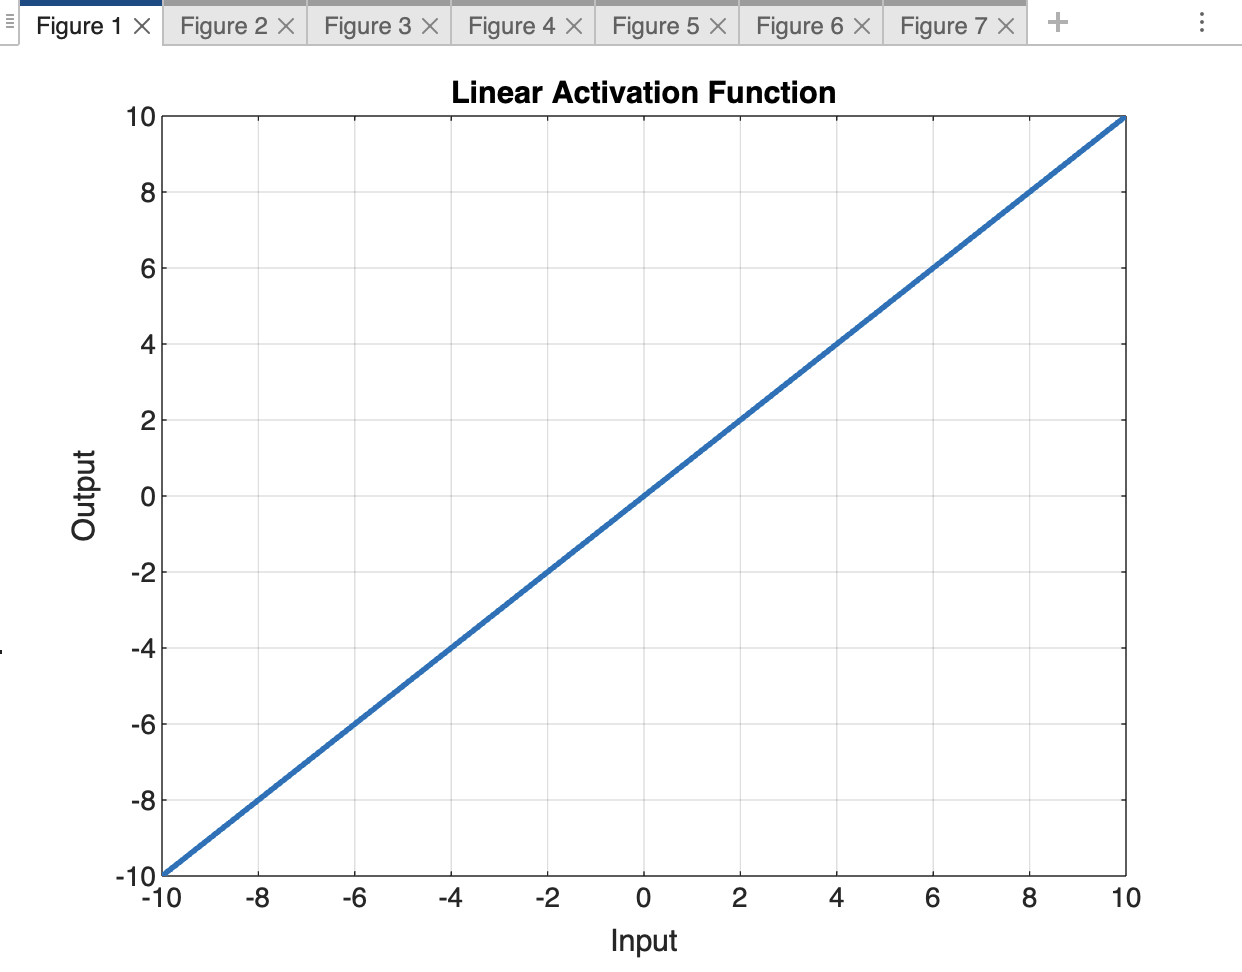 Figure 1 Figure 2 Figure 3 Figure 4 Figure 5 Figure 6 Figure 7
Linear Activation Function
10
8
6
4
2
0
-2
-4
-6
-8
-10
Output
-10 -8 -6 -4 -2 0 2 4 6 8 10
Input